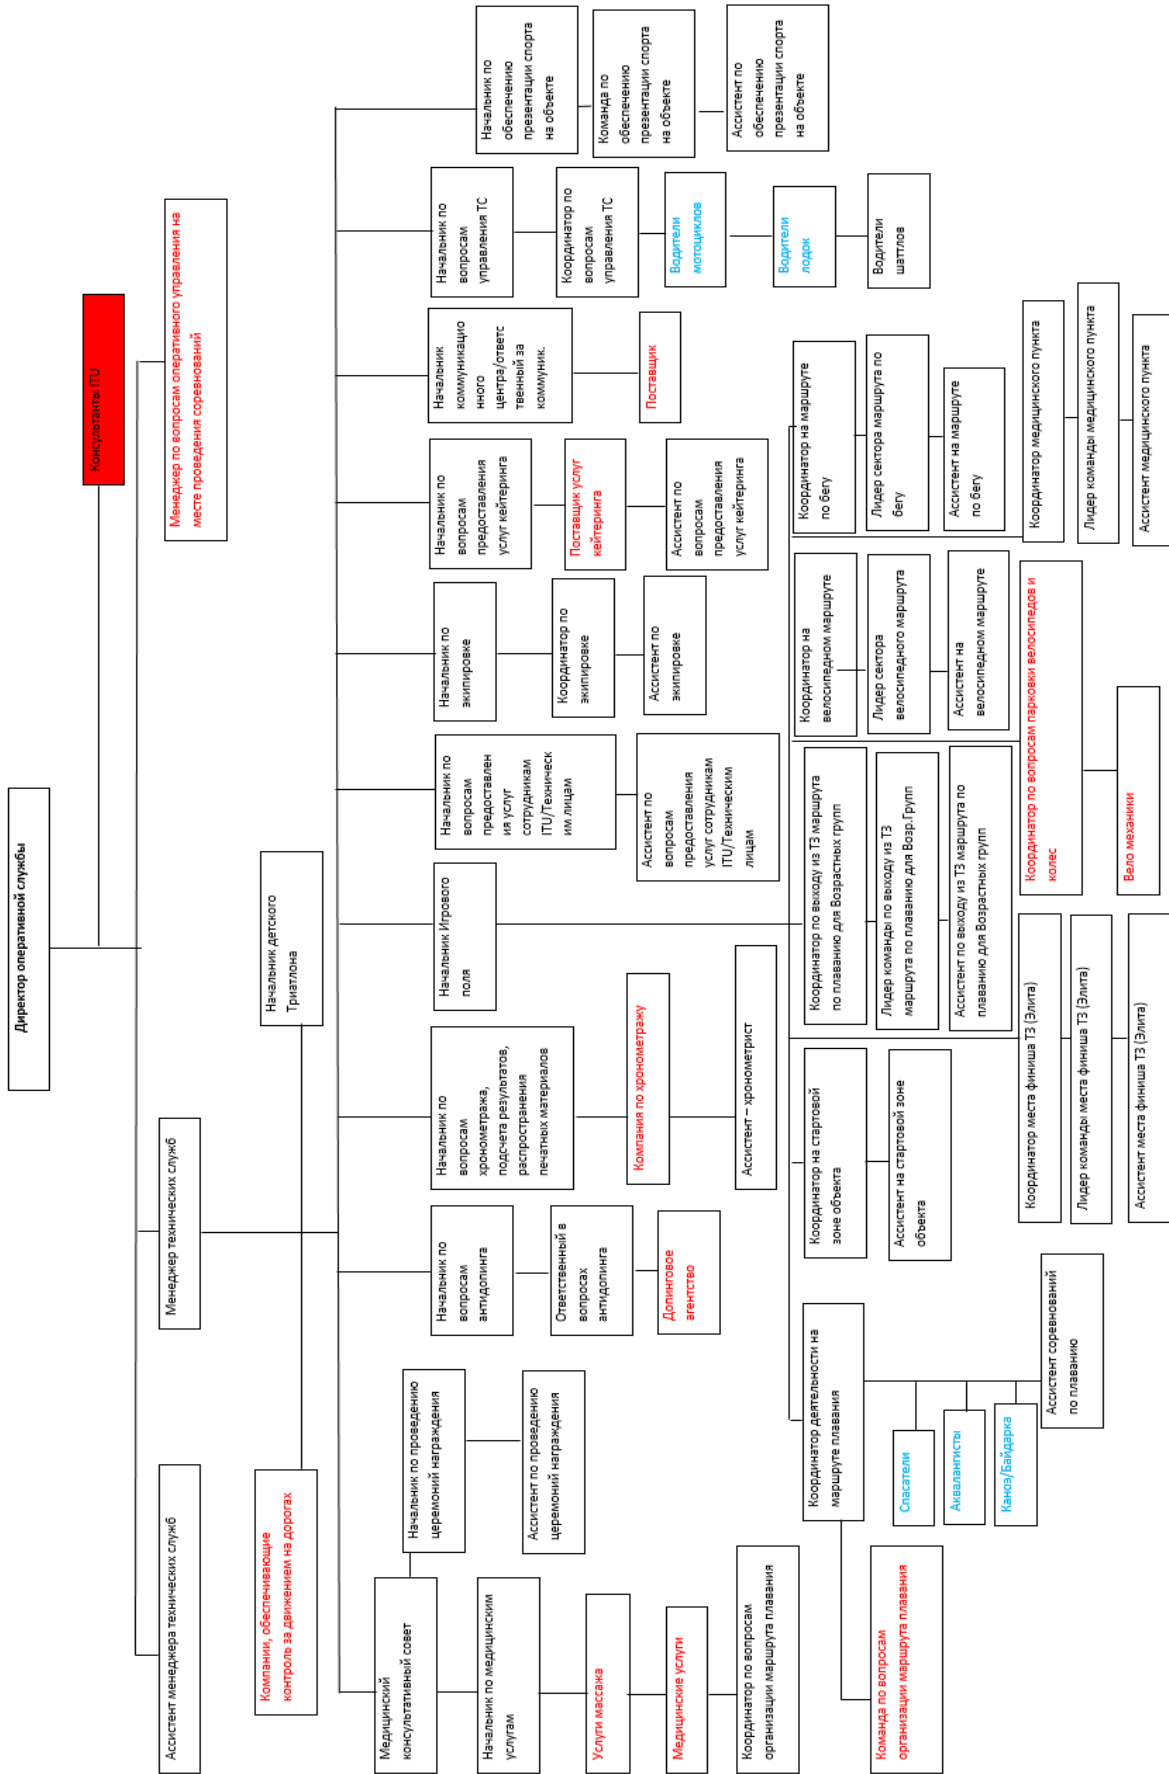 Директор оперативной службы
Консультанты ITU
Ассистент менеджера технических служб
Менеджер технических служб
Менеджер по вопросам оперативного управления на
месте проведения соревнований
Компании, обеспечивающие
контроль за движением на дорогах
Начальник детского
Триатлона
Медицинский
консультативный совет
Начальник по медицинским
услугам
Услуги массажа
Медицинские услуги
Координатор по вопросам
организации маршрута плавания
Начальник по проведению
церемоний награждения
Ассистент по проведению
церемоний награждения
Начальник по
вопросам
антидопинга
Ответственный в
вопросах
антидопинга
Допинговое
агентство
Начальник по
вопросам
хронометража,
подсчета результатов,
распространения
печатных материалов
Компания по хронометражу
Ассистент – хронометрист
Начальник Игрового
поля
Начальник по
вопросам
предоставлен
ия услуг
сотрудникам
ITU/Техническ
им лицам
Ассистент по
вопросам
предоставления
услуг сотрудникам
ITU/Техническим
лицам
Начальник по
экипировке
Координатор по
экипировке
Ассистент по
экипировке
Начальник по
вопросам
предоставления
услуг кейтеринга
Поставщик услуг
кейтеринга
Ассистент по
вопросам
предоставления
услуг кейтеринга
Начальник
коммуникацио
нного
центра/ответс
твенный за
коммуник.
Поставщик
Начальник по
вопросам
управления ТС
Координатор по
вопросам
управления ТС
Водители
мотоциклов
Водители
лодок
Водители
шаттлов
Начальник по
обеспечению
презентации спорта
на объекте
Команда по
обеспечению
презентации спорта
на объекте
Ассистент по
обеспечению
презентации спорта
на объекте
Команда по вопросам
организации маршрута плавания
Координатор деятельности на
маршруте плавания
Спасатели
Аквалангисты
Каноэ/Байдарка
Ассистент соревнований
по плаванию
Координатор на стартовой
зоне объекта
Ассистент на стартовой зоне
объекта
Координатор места финиша ТЗ (Элита)
Лидер команды места финиша ТЗ (Элита)
Ассистент места финиша ТЗ (Элита)
Координатор по выходу из ТЗ маршрута
по плаванию для Возрастных групп
Лидер команды по выходу из ТЗ
маршрута по плаванию для Возр.Групп
Ассистент по выходу из ТЗ маршрута по
плаванию для Возрастных групп
Координатор по вопросам парковки велосипедов и
колес
Вело механики
Координатор на
велосипедном маршруте
Лидер сектора
велосипедного маршрута
Ассистент на
велосипедном маршруте
Координатор на маршруте
по бегу
Лидер сектора маршрута по
бегу
Ассистент на маршруте
по бегу
Координатор медицинского пункта
Лидер команды медицинского пункта
Ассистент медицинского пункта